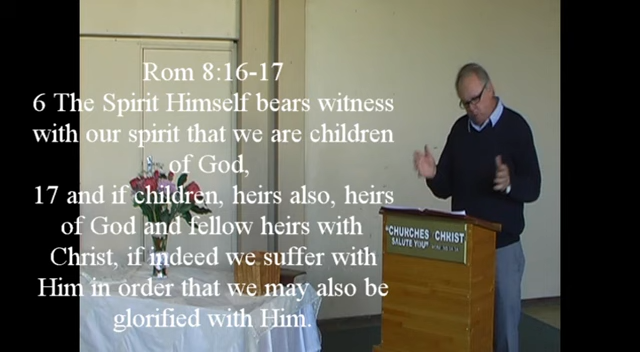 Rom 8:16-17
6 The Spirit Himself bears witness
with our spirit that we are children
of God,
17 and if children, heirs also, heirs
of God and fellow heirs with
Christ, if indeed we suffer with
Him in order that we may also be
glorified with Him.
"CHURCHES CHRIST
SALUTE YOU"